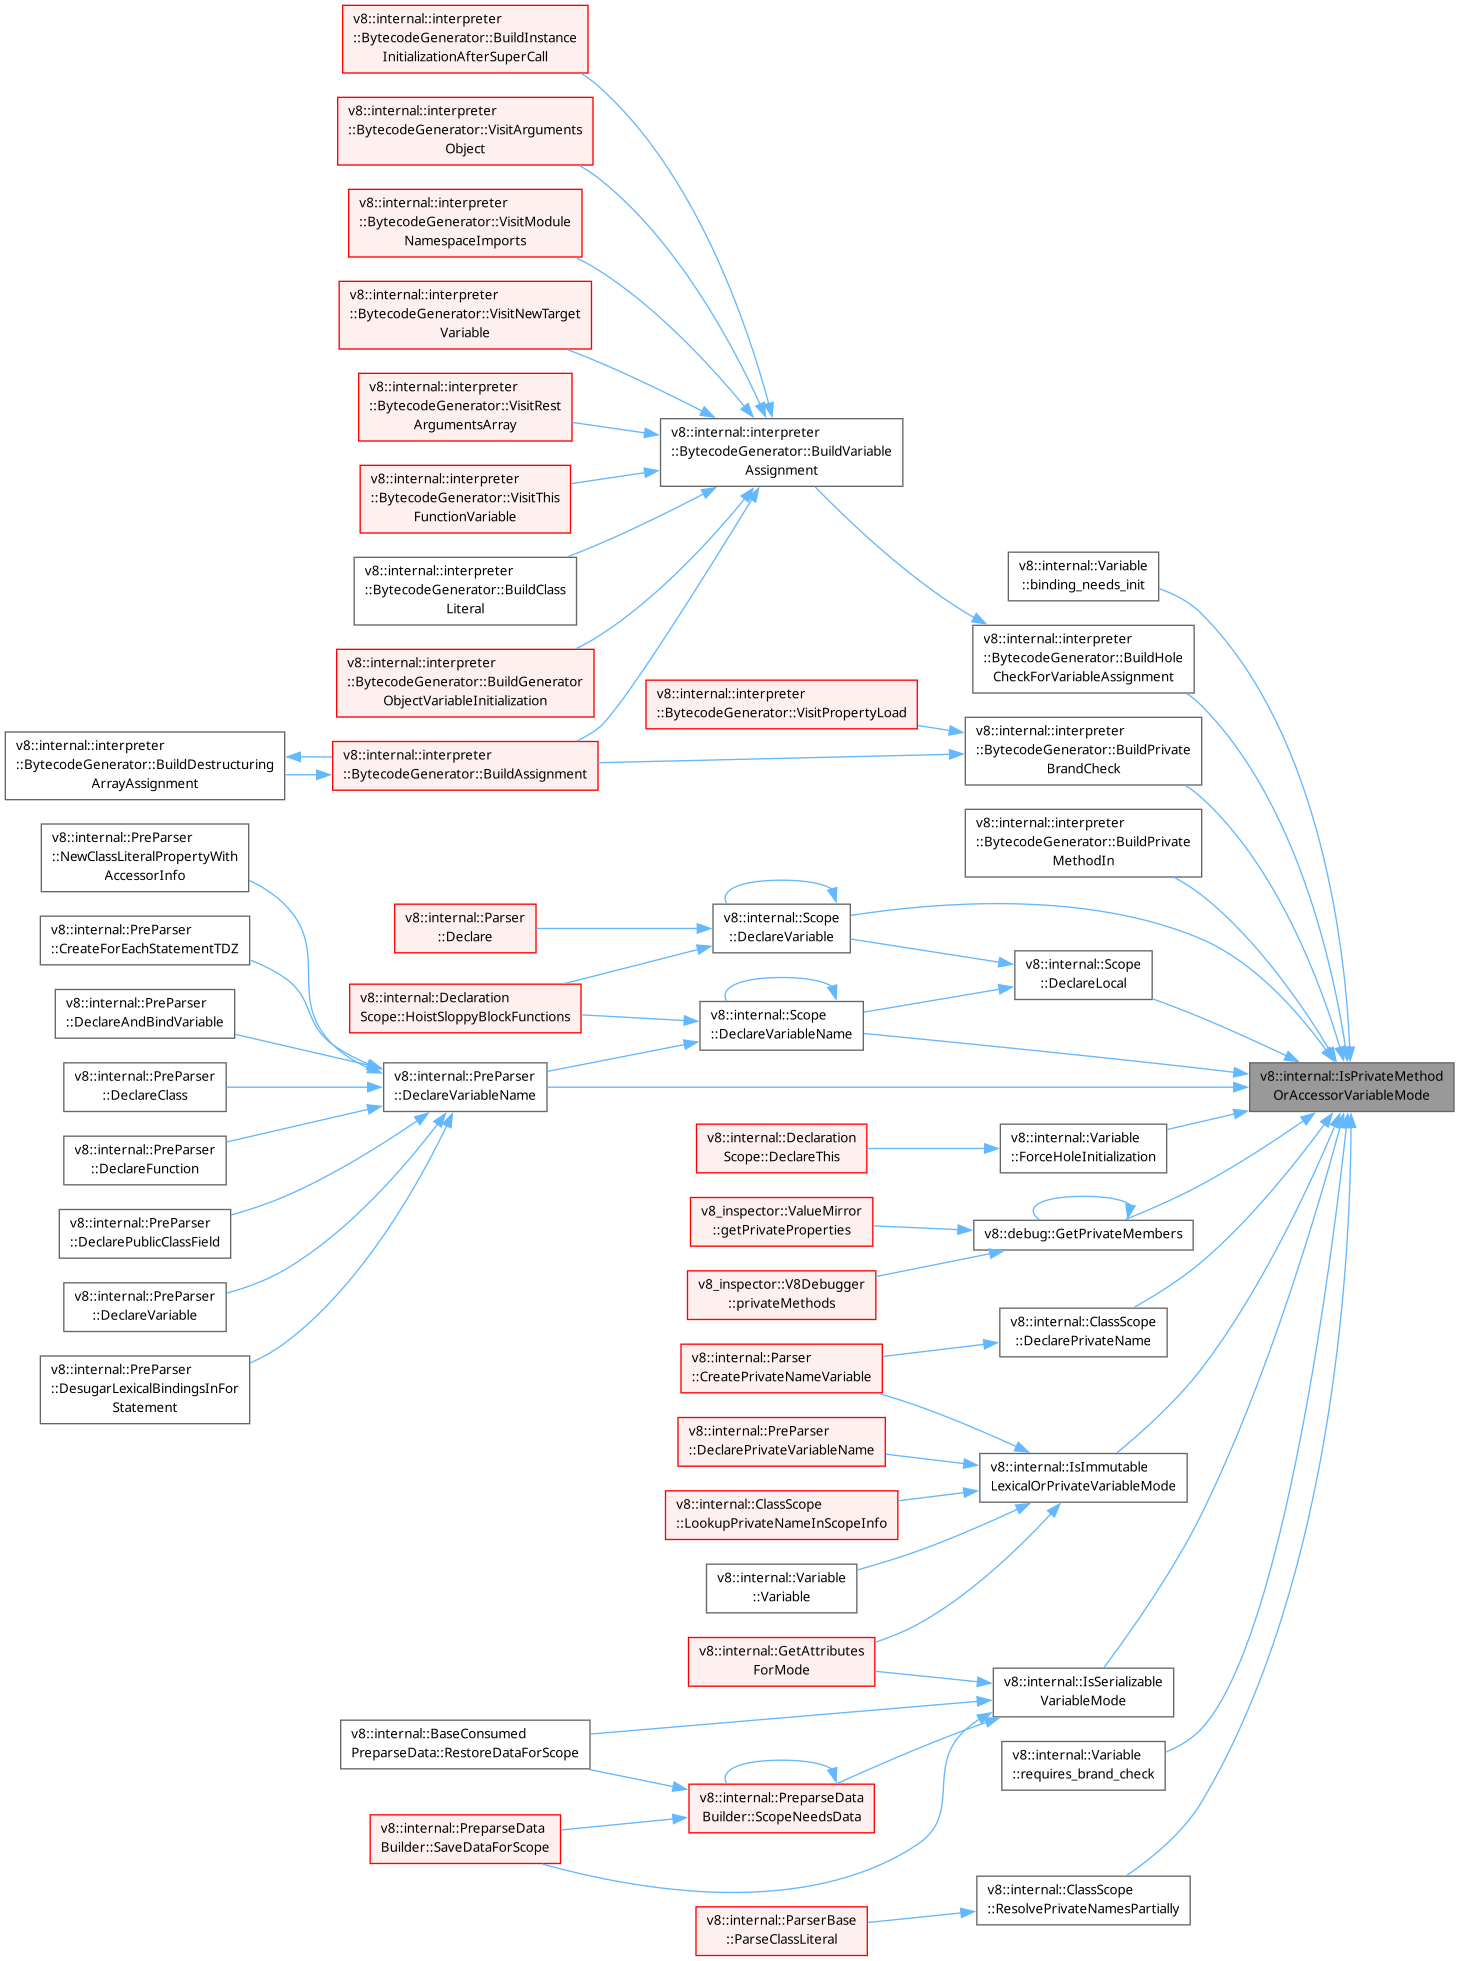 v8::internal::interpreter
::BytecodeGenerator::BuildInstance
InitializationAfterSuperCall
v8::internal::interpreter
::BytecodeGenerator::VisitArguments
Object
v8::internal::interpreter
::BytecodeGenerator::VisitModule
NamespaceImports
v8::internal::interpreter
::BytecodeGenerator::VisitNewTarget
Variable
v8::internal::interpreter
::BytecodeGenerator::VisitRest
ArgumentsArray
v8::internal::interpreter
::BytecodeGenerator::BuildVariable
Assignment
v8::internal::interpreter
::BytecodeGenerator::VisitThis
FunctionVariable
v8::internal::interpreter
::BytecodeGenerator::BuildClass
Literal
v8::internal::Variable
::binding_needs_init
v8::internal::interpreter
::BytecodeGenerator::BuildHole
CheckForVariableAssignment
v8::internal::interpreter
::BytecodeGenerator::BuildGenerator
ObjectVariableInitialization
v8::internal::interpreter
::BytecodeGenerator::VisitPropertyLoad
v8::internal::interpreter
::BytecodeGenerator::BuildPrivate
BrandCheck
v8::internal::interpreter
::BytecodeGenerator::BuildDestructuring
ArrayAssignment
v8::internal::interpreter
::BytecodeGenerator::BuildAssignment
v8::internal::interpreter
::BytecodeGenerator::BuildPrivate
MethodIn
v8::internal::PreParser
::NewClassLiteralPropertyWith
AccessorInfo
v8::internal::PreParser
::CreateForEachStatementTDZ
v8::internal::Parser
::Declare
v8::internal::Scope
::DeclareVariable
v8::internal::Scope
::DeclareLocal
v8::internal::PreParser
::DeclareAndBindVariable
v8::internal::Declaration
Scope::HoistSloppyBlockFunctions
v8::internal::Scope
::DeclareVariableName
v8::internal::PreParser
::DeclareClass
v8::internal::PreParser
::DeclareVariableName
v8::internal::IsPrivateMethod
OrAccessorVariableMode
v8::internal::PreParser
::DeclareFunction
v8::internal::Declaration
Scope::DeclareThis
v8::internal::Variable
::ForceHoleInitialization
v8::internal::PreParser
::DeclarePublicClassField
v8_inspector::ValueMirror
::getPrivateProperties
v8::debug::GetPrivateMembers
v8::internal::PreParser
::DeclareVariable
v8_inspector::V8Debugger
::privateMethods
v8::internal::ClassScope
::DeclarePrivateName
v8::internal::PreParser
::DesugarLexicalBindingsInFor
Statement
v8::internal::Parser
::CreatePrivateNameVariable
v8::internal::PreParser
::DeclarePrivateVariableName
v8::internal::IsImmutable
LexicalOrPrivateVariableMode
v8::internal::ClassScope
::LookupPrivateNameInScopeInfo
v8::internal::Variable
::Variable
v8::internal::GetAttributes
ForMode
v8::internal::IsSerializable
VariableMode
v8::internal::BaseConsumed
PreparseData::RestoreDataForScope
v8::internal::Variable
::requires_brand_check
v8::internal::PreparseData
Builder::ScopeNeedsData
v8::internal::PreparseData
Builder::SaveDataForScope
v8::internal::ClassScope
::ResolvePrivateNamesPartially
v8::internal::ParserBase
::ParseClassLiteral